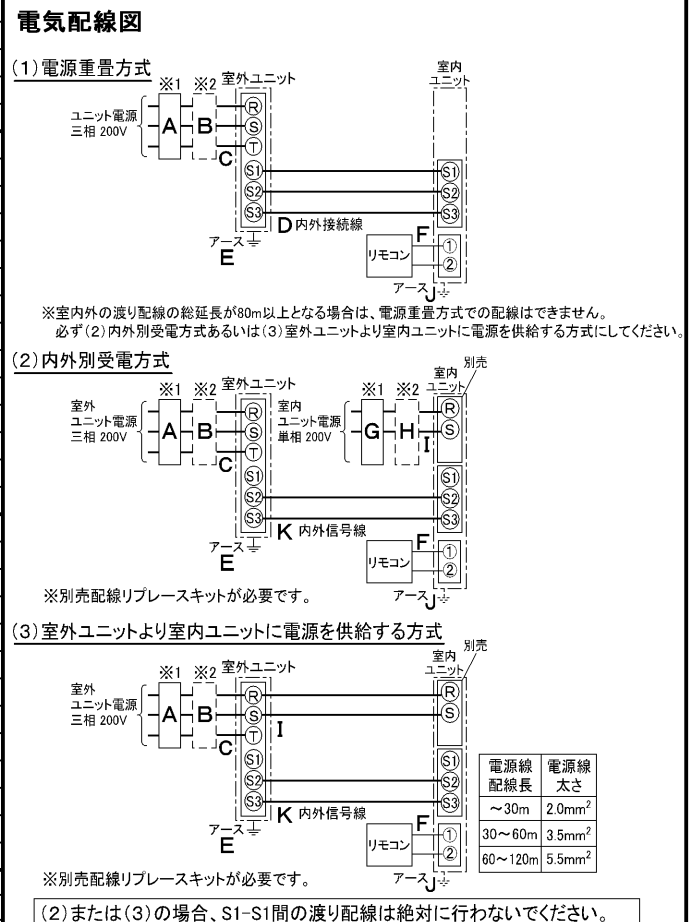 電気配線図
(1)電源重畳方式
※1 ※2 室外ユニット
室内
ユニット
ユニット電源
三相 200V
A B C
R
S
T
S1
S2
S3
S1
S2
S3
D 内外接続線
アース
E
リモコン
F
①
②
アース J
※室内外の渡り配線の総延長が80m以上となる場合は、電源重畳方式での配線はできません。
必ず(2)内外別受電方式あるいは(3)室外ユニットより室内ユニットに電源を供給する方式にしてください。
(2)内外別受電方式
※1 ※2 室外ユニット
※1 ※2
室内
ユニット
別売
室外
ユニット電源
三相 200V
A B C
R
S
T
S1
S2
S3
室内
ユニット電源
単相 200V
G H I
R
S
S1
S2
S3
K 内外信号線
アース
E
リモコン
F
①
②
アース J
※別売配線リプレースキットが必要です。
(3)室外ユニットより室内ユニットに電源を供給する方式
※1 ※2 室外ユニット
室内
ユニット
別売
室外
ユニット電源
三相 200V
A B C
R
S
T
S1
S2
S3
I
R
S
S1
S2
S3
K 内外信号線
アース
E
リモコン
F
①
②
アース J
電源線配線長 電源線太さ
～30m 2.0mm²
30～60m 3.5mm²
60～120m 5.5mm²
※別売配線リプレースキットが必要です。
(2)または(3)の場合、S1-S1間の渡り配線は絶対に行わないでください。